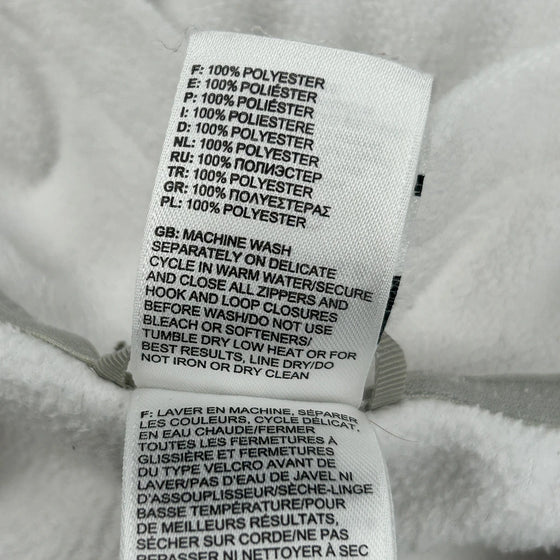 F: 100% POLYESTER
E: 100% POLIÉSTER
P: 100% POLIÉSTER
I: 100% POLIESTERE
D: 100% POLYESTER
NL: 100% POLYESTER
RU: 100% ПОЛИЭСТЕР
TR: 100% POLYESTER
GR: 100% ΠΟΛΥΕΣΤΕΡΑΣ
PL: 100% POLYESTER
GB: MACHINE WASH
SEPARATELY ON DELICATE
CYCLE IN WARM WATER/SECURE
AND CLOSE ALL ZIPPERS AND
HOOK AND LOOP CLOSURES
BEFORE WASH/DO NOT USE
BLEACH OR SOFTENERS/
TUMBLE DRY LOW HEAT OR FOR
BEST RESULTS, LINE DRY/DO
NOT IRON OR DRY CLEAN
F: LAVER EN MACHINE, SÉPARER
LES COULEURS, CYCLE DÉLICAT,
EN EAU CHAUDE/FERMER
TOUTES LES FERMETURES À
GLISSIÈRE ET FERMETURES
DU TYPE VELCRO AVANT DE
LAVER/PAS D'EAU DE JAVEL NI
D'ASSOUPLISEUR/SÈCHE-LINGE
BASSE TEMPÉRATURE/POUR
DE MEILLEURS RÉSULTATS,
SÉCHER SUR CORDE/NE PAS
REPASSER NI NETTOYER À SEC